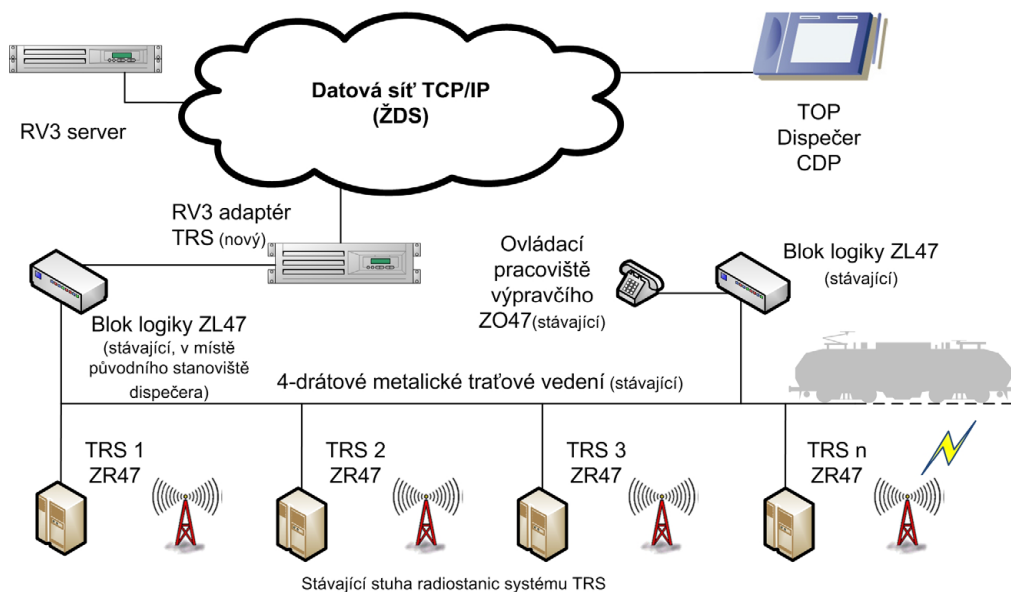 Datová síť TCP/IP
(ŽDS)
RV3 server
TOP
Dispečer
CDP
RV3 adaptér
TRS (nový)
Ovládací
pracoviště
výpravčího
ZO47(stávající)
Blok logiky ZL47
(stávající)
Blok logiky ZL47
(stávající, v místě
původního stanoviště
dispečera)
4-drátové metalické traťové vedení (stávající)
TRS 1
ZR47
TRS 2
ZR47
TRS 3
ZR47
TRS n
ZR47
Stávající stuha radiostanic systému TRS